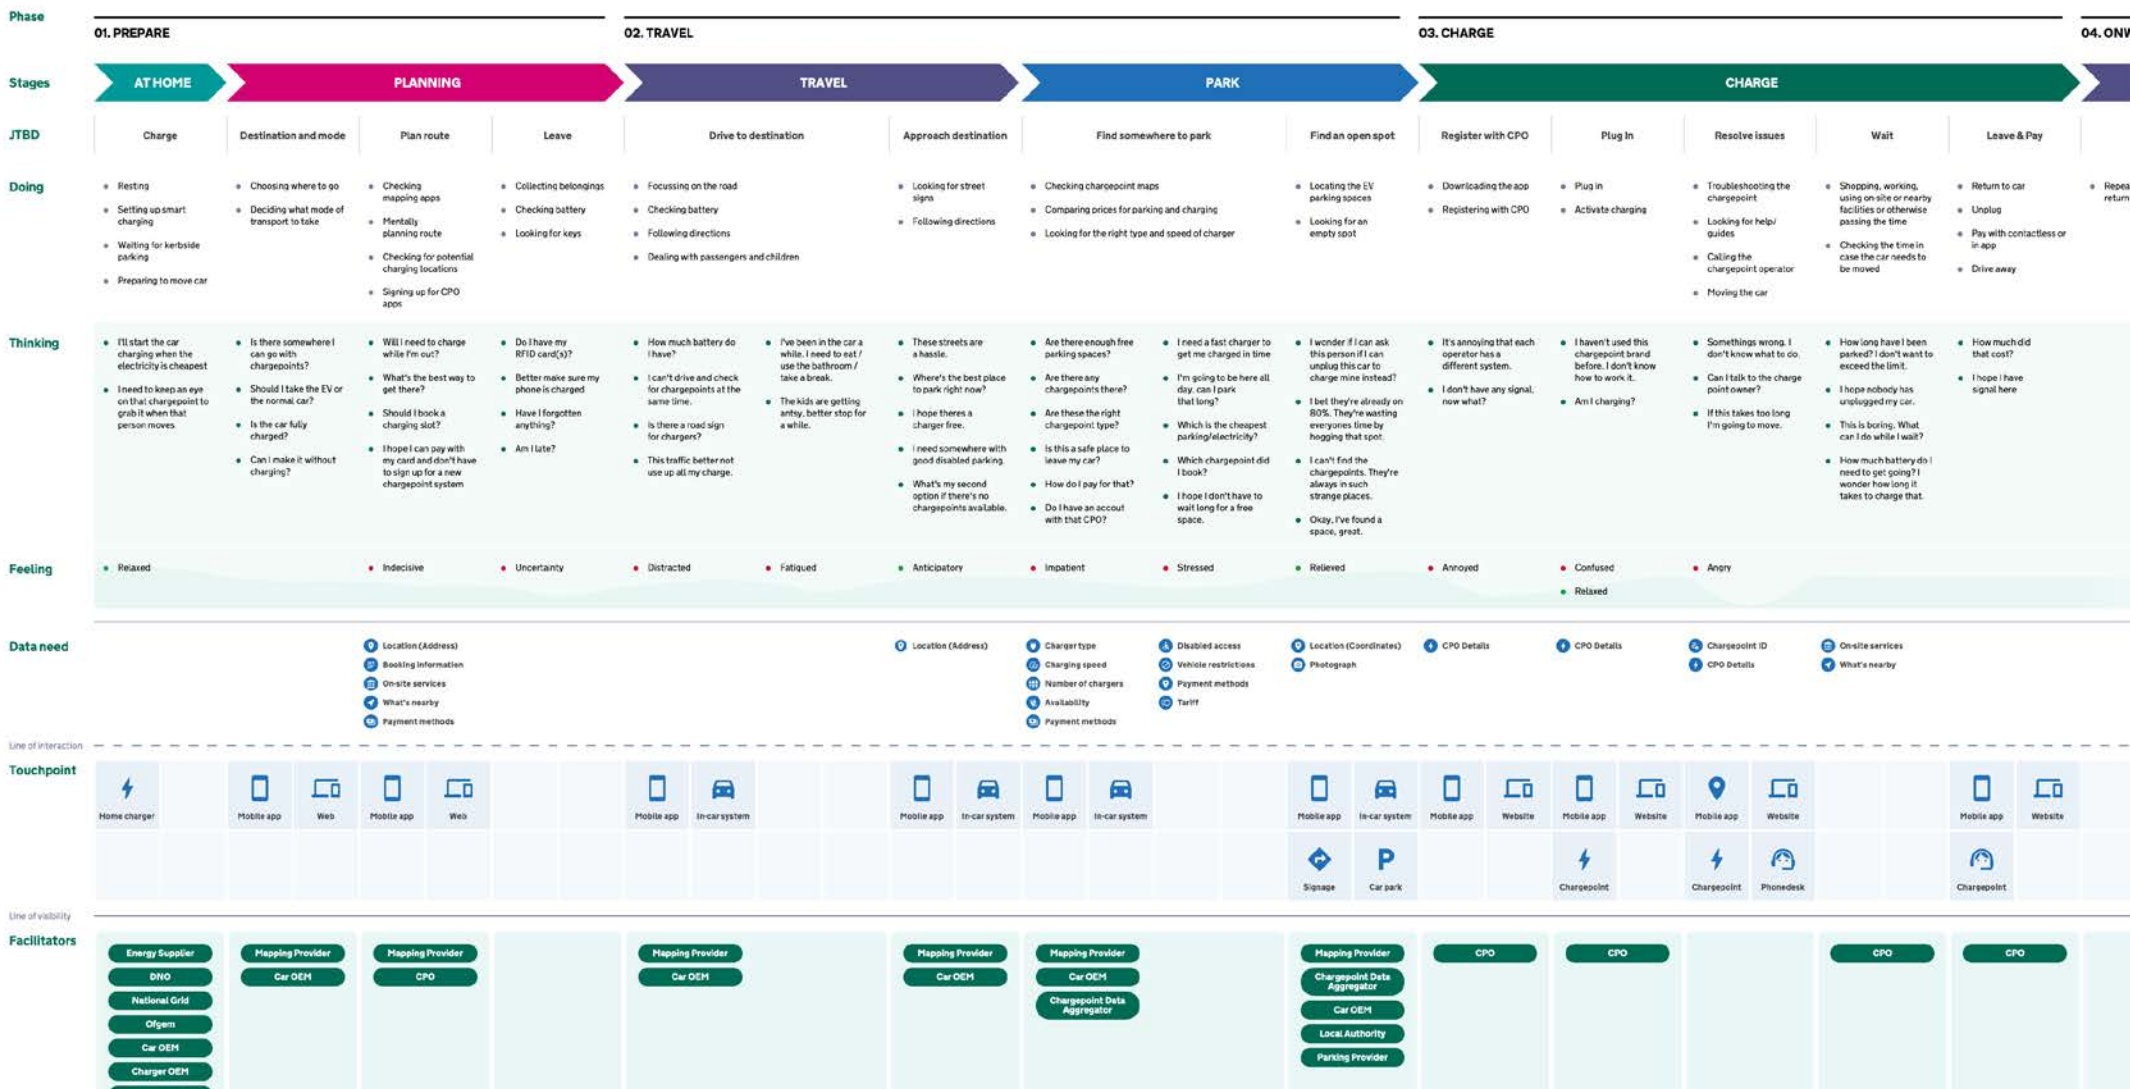 Phase
01. PREPARE
02. TRAVEL
03. CHARGE
04. ONW
Stages
AT HOME
PLANNING
TRAVEL
PARK
CHARGE
JTBD
Charge
Destination and mode
Plan route
Leave
Drive to destination
Approach destination
Find somewhere to park
Find an open spot
Register with CPO
Plug In
Resolve issues
Wait
Leave & Pay
Doing
Resting
Setting up smart
charging
Waiting for kerbside
parking
Preparing to move car
Choosing where to go
Deciding what mode of
transport to take
Checking
mapping apps
Mentally
planning route
Checking for potential
charging locations
Signing up for CPO
apps
Collecting belongings
Checking battery
Looking for keys
Focussing on the road
Checking battery
Following directions
Dealing with passengers and children
Looking for street
signs
Following directions
Checking chargepoint maps
Comparing prices for parking and charging
Looking for the right type and speed of charger
Locating the EV
parking spaces
Looking for an
empty spot
Downloading the app
Registering with CPO
Plug in
Activate charging
Troubleshooting the
chargepoint
Looking for help/
guides
Calling the
chargepoint operator
Moving the car
Shopping, working,
using on-site or nearby
facilities or otherwise
passing the time
Checking the time in
case the car needs to
be moved
Return to car
Unplug
Pay with contactless or
in app
Drive away
Repea
return
Thinking
I'll start the car
charging when the
electricity is cheapest
I need to keep an eye
on that chargepoint to
grab it when that
person moves
Is there somewhere I
can go with
chargepoints?
Should I take the EV or
the normal car?
Is the car fully
charged?
Can I make it without
charging?
Will I need to charge
while I'm out?
What's the best way to
get there?
Should I book a
charging slot?
I hope I can pay with
my card and don't have
to sign up for a new
chargepoint system
Do I have my
RFID card(s)?
Better make sure my
phone is charged
Have I forgotten
anything?
Am I late?
How much battery do
I have?
I can't drive and check
for chargepoints at the
same time.
Is there a road sign
for chargers?
This traffic better not
use up all my charge.
I've been in the car a
while. I need to eat /
use the bathroom /
take a break.
The kids are getting
antsy, better stop for
a while.
These streets are
a hassle.
Where's the best place
to park right now?
I hope theres a
charger free.
I need somewhere with
good disabled parking.
What's my second
option if there's no
chargepoints available.
Are there enough free
parking spaces?
Are there any
chargepoints there?
Are these the right
chargepoint type?
Is this a safe place to
leave my car?
How do I pay for that?
Do I have an accout
with that CPO?
I need a fast charger to
get me charged in time
I'm going to be here all
day, can I park
that long?
Which is the cheapest
parking/electricity?
Which chargepoint did
I book?
I hope I don't have to
wait long for a free
space.
I wonder if I can ask
this person if I can
unplug this car to
charge mine instead?
I bet they're already on
80%. They're wasting
everyones time by
hogging that spot.
I can't find the
chargepoints. They're
always in such
strange places.
Okay, I've found a
space, great.
It's annoying that each
operator has a
different system.
I don't have any signal,
now what?
I haven't used this
chargepoint brand
before. I don't know
how to work it.
Am I charging?
Somethings wrong. I
don't know what to do.
Can I talk to the charge
point owner?
If this takes too long
I'm going to move.
How long have I been
parked? I don't want to
exceed the limit.
I hope nobody has
unplugged my car.
This is boring. What
can I do while I wait?
How much battery do I
need to get going? I
wonder how long it
takes to charge that.
How much did
that cost?
I hope I have
signal here
Feeling
Relaxed
Indecisive
Uncertainty
Distracted
Fatigued
Anticipatory
Impatient
Stressed
Relieved
Annoyed
Confused
Relaxed
Angry
Data need
Location (Address)
Booking information
On-site services
What's nearby
Payment methods
Location (Address)
Charger type
Charging speed
Number of chargers
Availability
Payment methods
Disabled access
Vehicle restrictions
Payment methods
Tariff
Location (Coordinates)
Photograph
CPO Details
CPO Details
Chargepoint ID
CPO Details
On-site services
What's nearby
Line of interaction
Touchpoint
Home charger
Mobile app
Web
Mobile app
Web
Mobile app
In-car system
Mobile app
In-car system
Mobile app
In-car system
Mobile app
In-car system
Mobile app
Website
Mobile app
Website
Mobile app
Website
Mobile app
Website
P
Signage
Car park
Chargepoint
Chargepoint
Phonedesk
Chargepoint
Line of visibility
Facilitators
Energy Supplier
DNO
National Grid
Ofgem
Car OEM
Charger OEM
Mapping Provider
Car OEM
Mapping Provider
CPO
Mapping Provider
Car OEM
Mapping Provider
Car OEM
Mapping Provider
Car OEM
Chargepoint Data
Aggregator
Mapping Provider
Chargepoint Data
Aggregator
Car OEM
Local Authority
Parking Provider
CPO
CPO
CPO
CPO